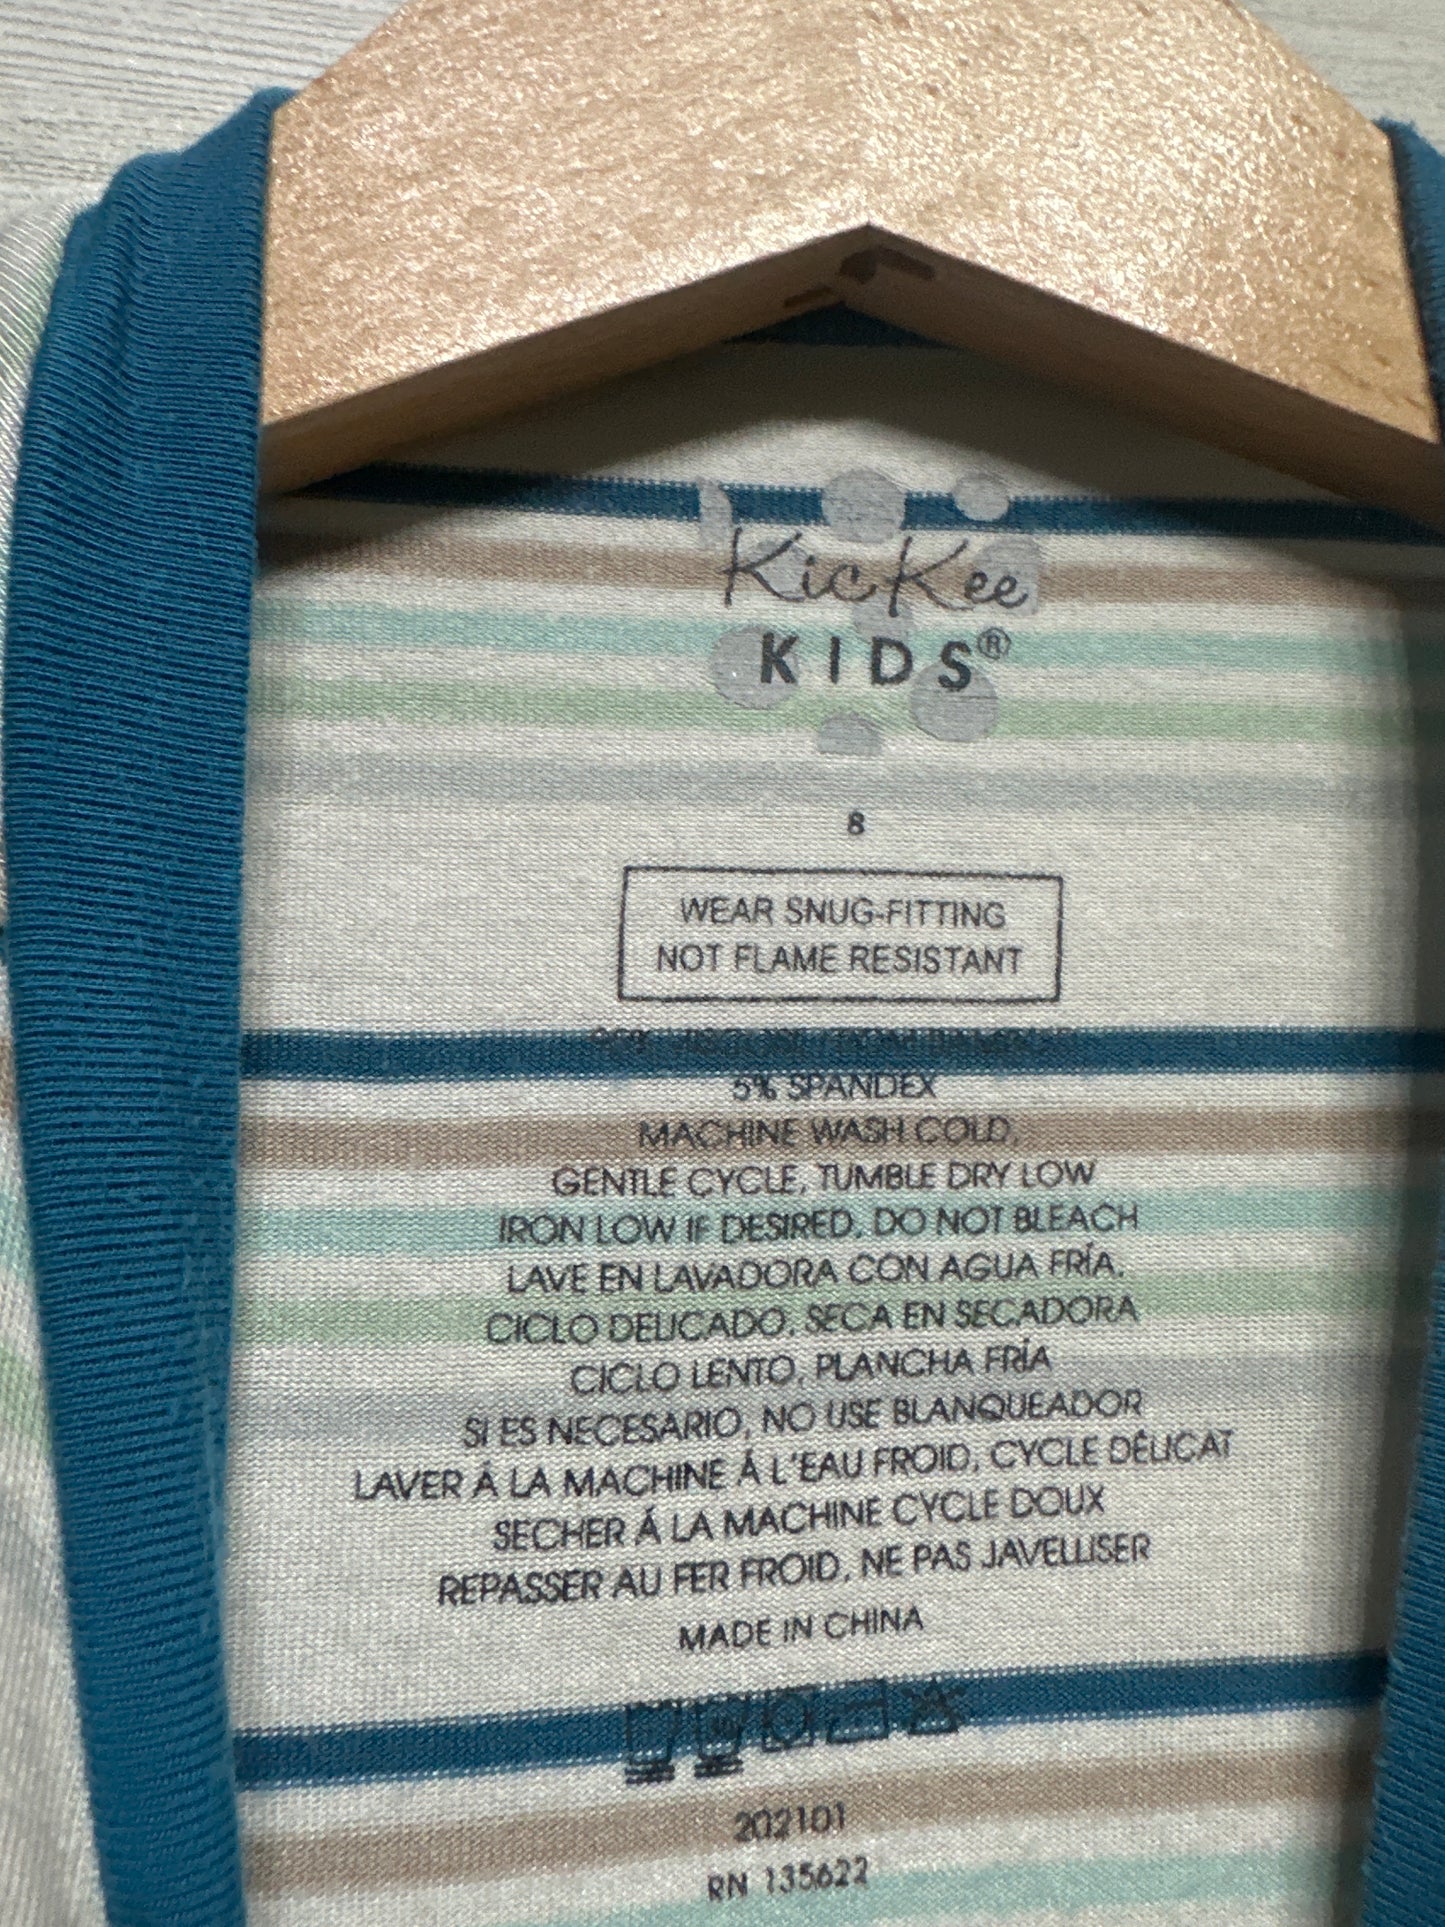 KicKee
KIDS®
8
WEAR SNUG-FITTING
NOT FLAME RESISTANT
5% SPANDEX
MACHINE WASH COLD,
GENTLE CYCLE, TUMBLE DRY LOW
IRON LOW IF DESIRED, DO NOT BLEACH
LAVE EN LAVADORA CON AGUA FRÍA,
CICLO DELICADO, SECA EN SECADORA
CICLO LENTO, PLANCHA FRÍA
SI ES NECESARIO, NO USE BLANQUEADOR
LAVER Á LA MACHINE Á L'EAU FROID, CYCLE DÉLICAT
SECHER Á LA MACHINE CYCLE DOUX
REPASSER AU FER FROID, NE PAS JAVELLISER
MADE IN CHINA
202101
RN 135622